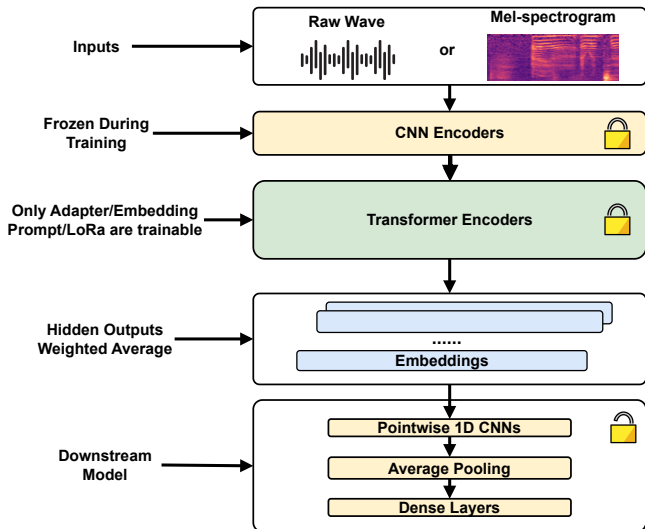 Inputs
Raw Wave
or
Mel-spectrogram
Frozen During
Training
CNN Encoders
Only Adapter/Embedding
Prompt/LoRa are trainable
Transformer Encoders
Hidden Outputs
Weighted Average
......
Embeddings
Downstream
Model
Pointwise 1D CNNs
Average Pooling
Dense Layers